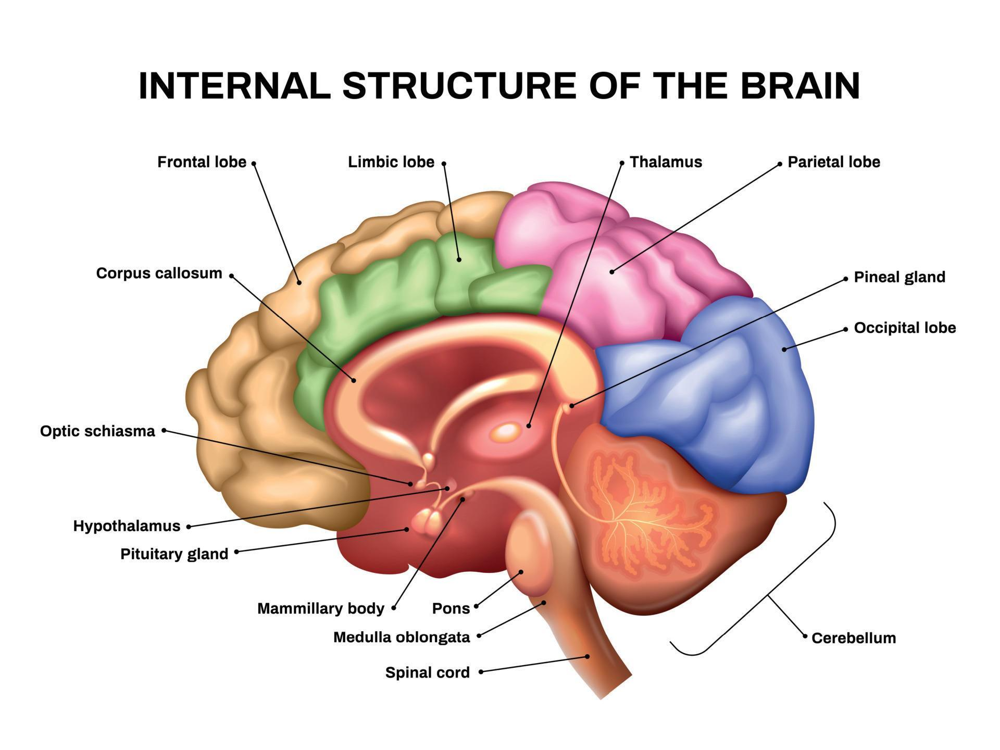 INTERNAL STRUCTURE OF THE BRAIN
Frontal lobe
Limbic lobe
Thalamus
Parietal lobe
Corpus callosum
Pineal gland
Occipital lobe
Optic schiasma
Hypothalamus
Pituitary gland
Mammillary body
Pons
Medulla oblongata
Cerebellum
Spinal cord